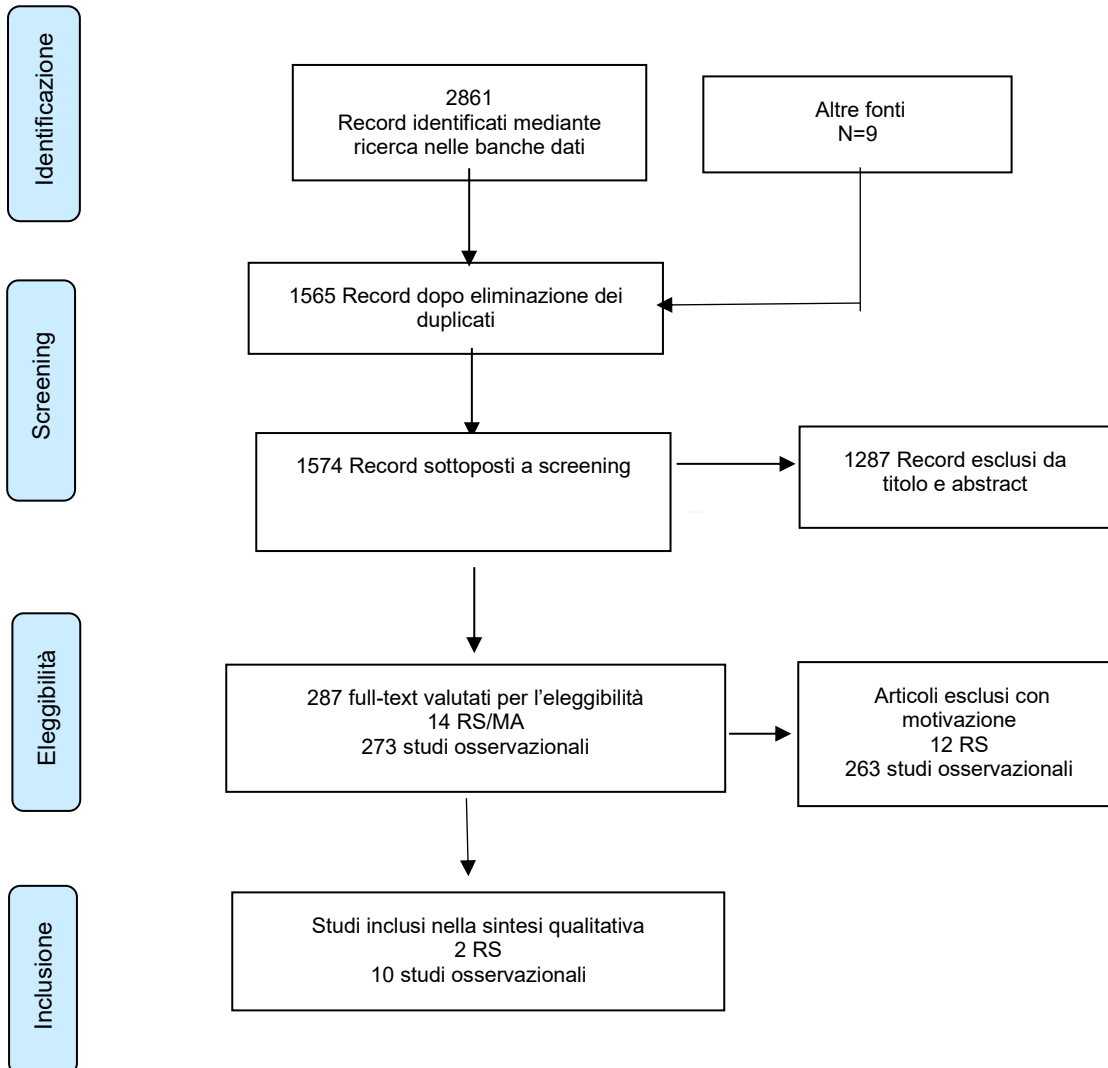 Identificazione
2861
Record identificati mediante
ricerca nelle banche dati
Altre fonti
N=9
Screening
1565 Record dopo eliminazione dei
duplicati
1574 Record sottoposti a screening
1287 Record esclusi da
titolo e abstract
Eleggibilità
287 full-text valutati per l’eleggibilità
14 RS/MA
273 studi osservazionali
Articoli esclusi con
motivazione
12 RS
263 studi osservazionali
Inclusione
Studi inclusi nella sintesi qualitativa
2 RS
10 studi osservazionali